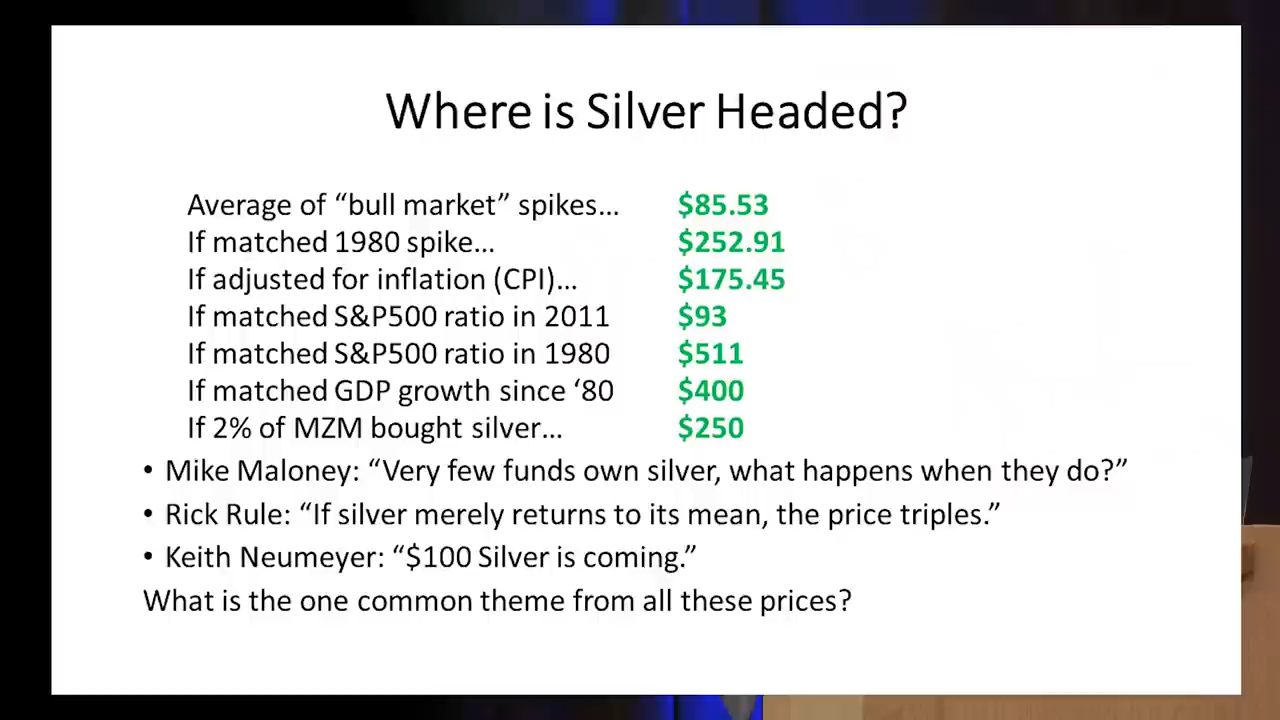 Where is Silver Headed?
Average of “bull market” spikes… $85.53
If matched 1980 spike… $252.91
If adjusted for inflation (CPI)… $175.45
If matched S&P500 ratio in 2011 $93
If matched S&P500 ratio in 1980 $511
If matched GDP growth since ‘80 $400
If 2% of MZM bought silver… $250
• Mike Maloney: “Very few funds own silver, what happens when they do?”
• Rick Rule: “If silver merely returns to its mean, the price triples.”
• Keith Neumeyer: “$100 Silver is coming.”
What is the one common theme from all these prices?